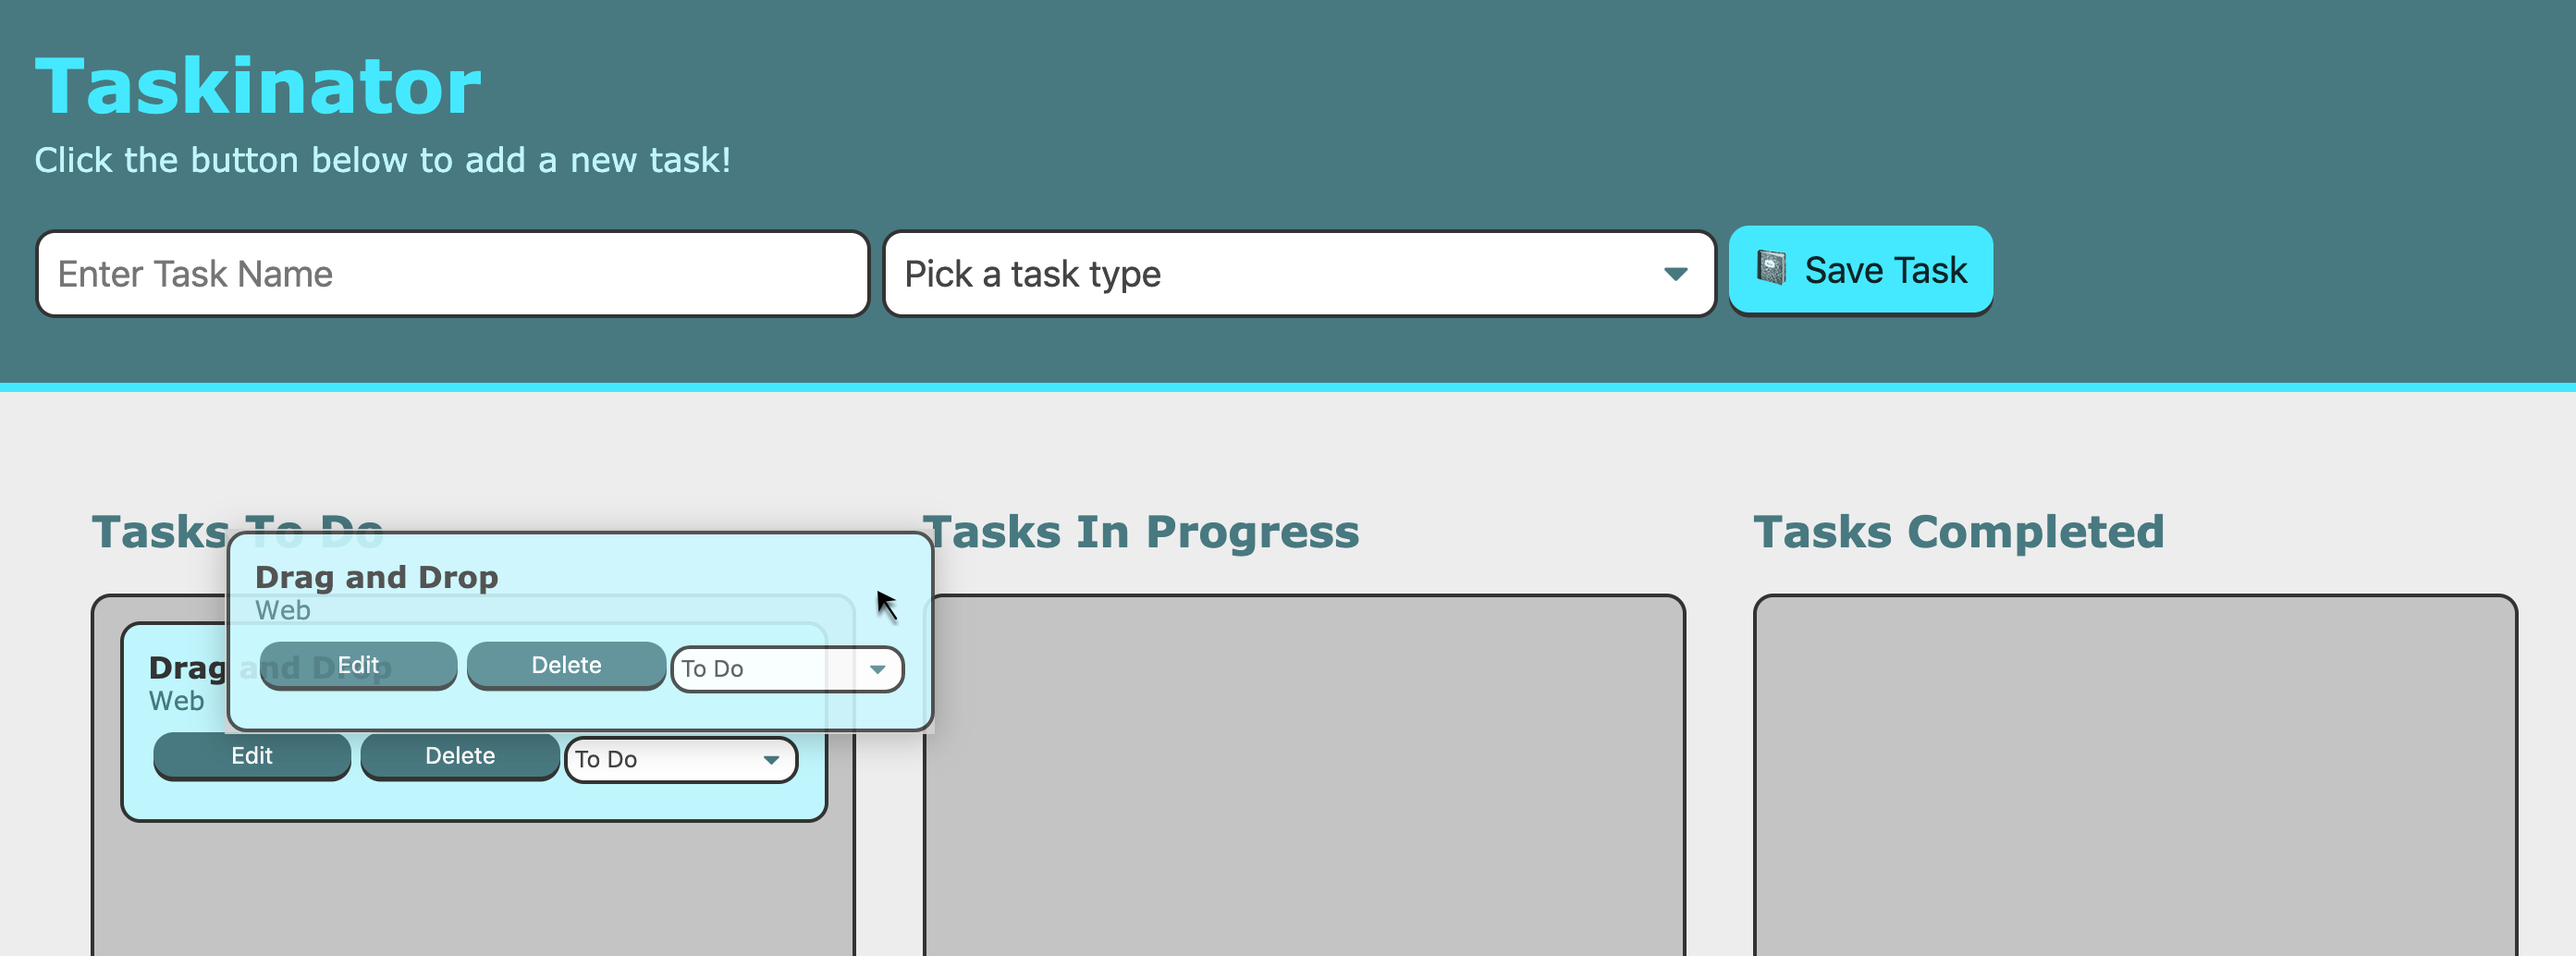 Taskinator
Click the button below to add a new task!
Enter Task Name
Pick a task type
Save Task
Tasks To Do
Tasks In Progress
Tasks Completed
Drag and Drop
Web
Edit
Delete
To Do
Drag and Drop
Web
Edit
Delete
To Do